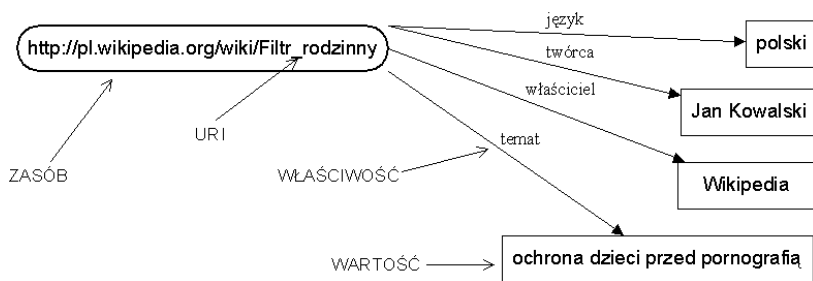 język
http://pl.wikipedia.org/wiki/Filtr_rodzinny
polski
twórca
właściciel
Jan Kowalski
URI
temat
ZASÓB
WŁAŚCIWOŚĆ
Wikipedia
WARTOŚĆ
ochrona dzieci przed pornografią